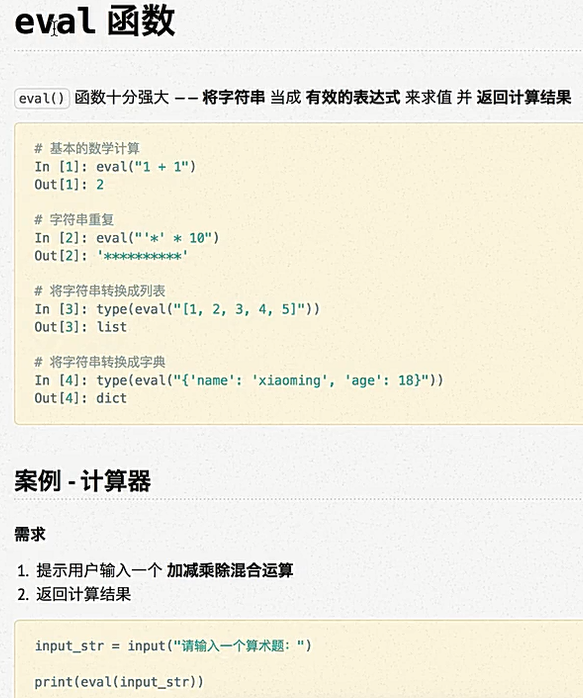 eval 函数
eval() 函数十分强大 —— 将字符串 当成 有效的表达式 来求值 并 返回计算结果
# 基本的数学计算
In [1]: eval("1 + 1")
Out[1]: 2
# 字符串重复
In [2]: eval("'*' * 10")
Out[2]: '**********'
# 将字符串转换成列表
In [3]: type(eval("[1, 2, 3, 4, 5]"))
Out[3]: list
# 将字符串转换成字典
In [4]: type(eval("{'name': 'xiaoming', 'age': 18}"))
Out[4]: dict
案例 - 计算器
需求
1. 提示用户输入一个 加减乘除混合运算
2. 返回计算结果
input_str = input("请输入一个算术题：")
print(eval(input_str))